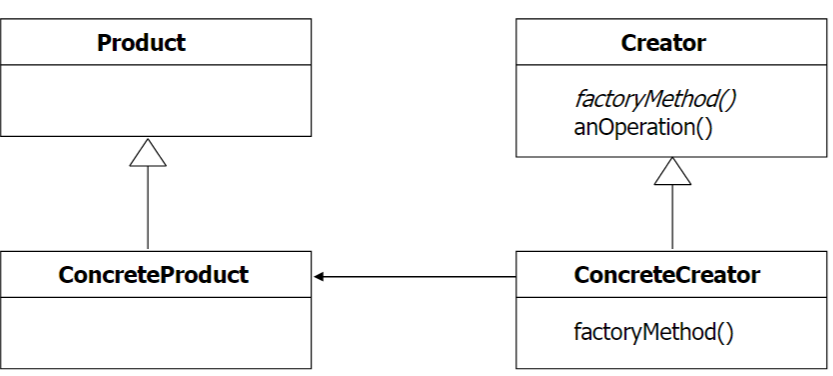 Product
Creator
factoryMethod()
anOperation()
ConcreteProduct
ConcreteCreator
factoryMethod()